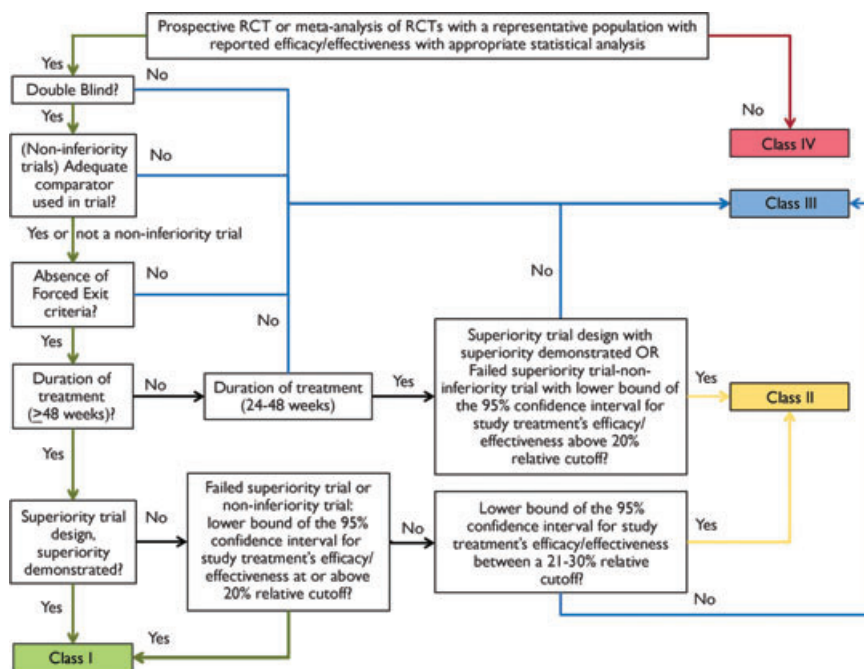 Prospective RCT or meta-analysis of RCTs with a representative population with
reported efficacy/effectiveness with appropriate statistical analysis
Yes
No
Double Blind?
Yes
No
Class IV
(Non-inferiority
trials) Adequate
comparator
used in trial?
No
Class III
Yes or not a non-inferiority trial
Absence of
Forced Exit
criteria?
No
No
No
Yes
Superiority trial design with
superiority demonstrated OR
Failed superiority trial-non-
inferiority trial with lower bound of
the 95% confidence interval for
study treatment's efficacy/
effectiveness above 20%
relative cutoff?
Duration of
treatment
(≥48 weeks)?
No
Duration of treatment
(24-48 weeks)
Yes
Yes
Class II
Yes
Superiority trial
design,
superiority
demonstrated?
No
Failed superiority trial or
non-inferiority trial:
lower bound of the 95%
confidence interval for
study treatment's efficacy/
effectiveness at or above
20% relative cutoff?
No
Lower bound of the 95%
confidence interval for study
treatment's efficacy/effectiveness
between a 21-30% relative
cutoff?
Yes
No
Yes
Yes
Class I